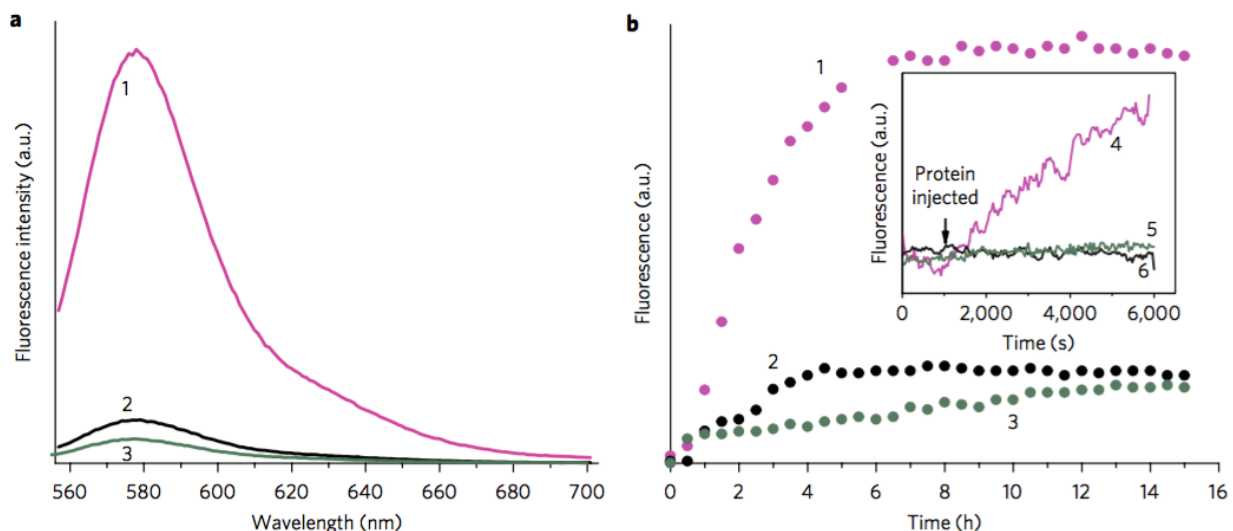 a
Fluorescence intensity (a.u.)
1
2
3
560 580 600 620 640 660 680 700
Wavelength (nm)
b
Fluorescence (a.u.)
1
2
3
0 2 4 6 8 10 12 14 16
Time (h)
Fluorescence (a.u.)
Protein
injected
4
5
6
0 2,000 4,000 6,000
Time (s)